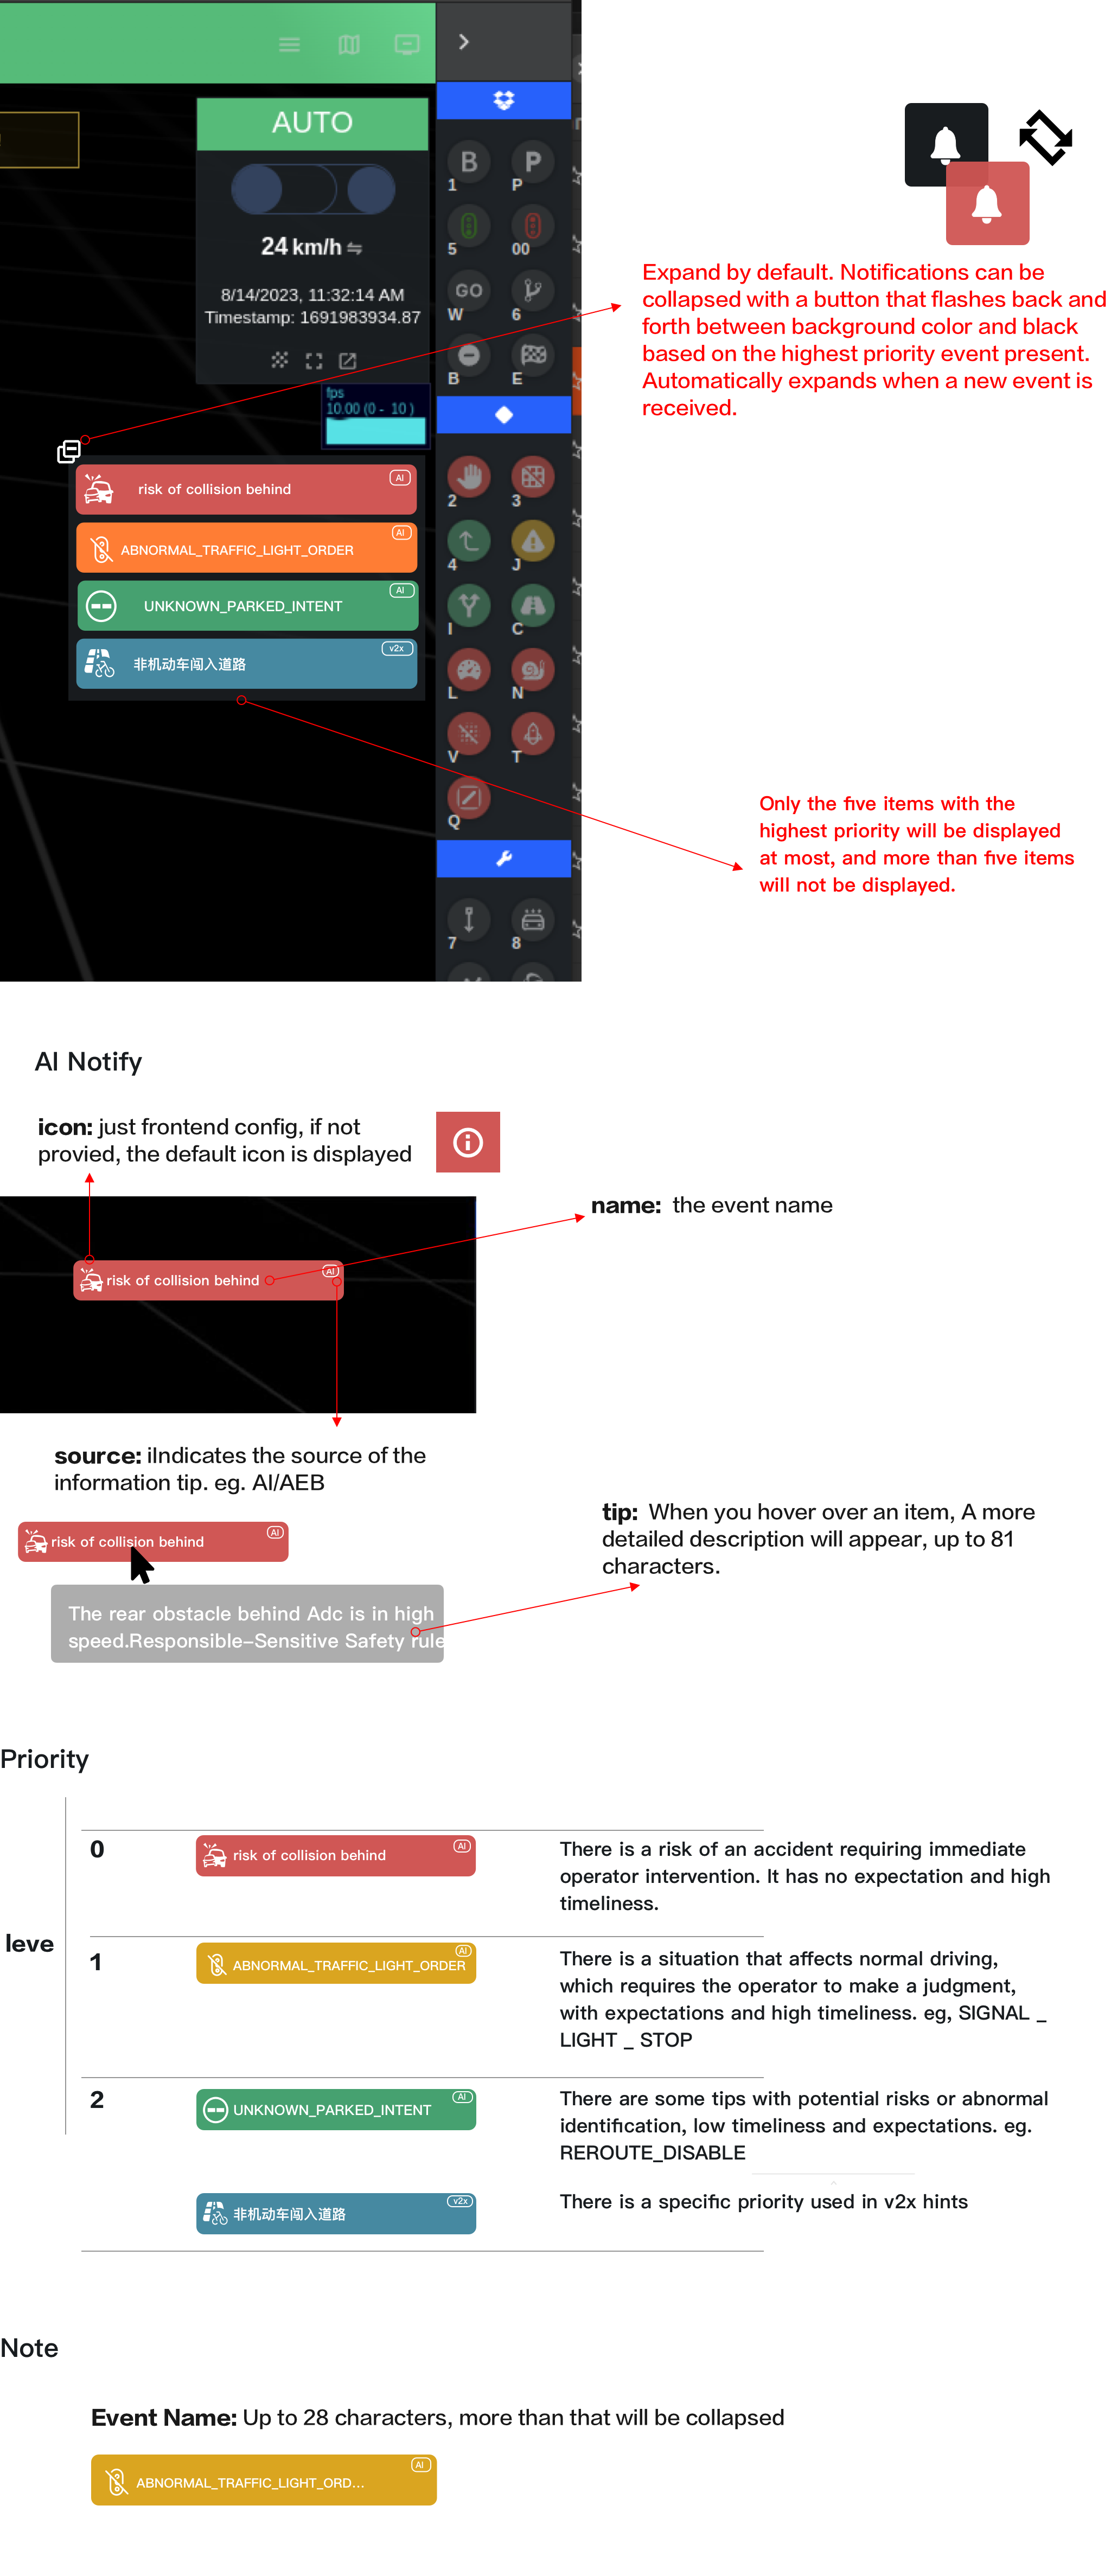 AUTO
24 km/h
8/14/2023, 11:32:14 AM
Timestamp: 1691983934.87
fps
10.00 (0 - 10 )
B P
1 P
5 00
GO
W 6
B E
2 3
4 J
I C
L N
V T
Q
7 8
Expand by default. Notifications can be
collapsed with a button that flashes back and
forth between background color and black
based on the highest priority event present.
Automatically expands when a new event is
received.
risk of collision behind AI
ABNORMAL_TRAFFIC_LIGHT_ORDER AI
UNKNOWN_PARKED_INTENT AI
非机动车闯入道路 v2x
Only the five items with the
highest priority will be displayed
at most, and more than five items
will not be displayed.
AI Notify
icon: just frontend config, if not
provied, the default icon is displayed
name: the event name
risk of collision behind AI
source: iIndicates the source of the
information tip. eg. AI/AEB
risk of collision behind AI
tip: When you hover over an item, A more
detailed description will appear, up to 81
characters.
The rear obstacle behind Adc is in high
speed.Responsible-Sensitive Safety rule
Priority
leve
0
risk of collision behind AI
There is a risk of an accident requiring immediate
operator intervention. It has no expectation and high
timeliness.
1
ABNORMAL_TRAFFIC_LIGHT_ORDER AI
There is a situation that affects normal driving,
which requires the operator to make a judgment,
with expectations and high timeliness. eg, SIGNAL _
LIGHT _ STOP
2
UNKNOWN_PARKED_INTENT AI
There are some tips with potential risks or abnormal
identification, low timeliness and expectations. eg.
REROUTE_DISABLE
非机动车闯入道路 v2x
There is a specific priority used in v2x hints
Note
Event Name: Up to 28 characters, more than that will be collapsed
ABNORMAL_TRAFFIC_LIGHT_ORD... AI